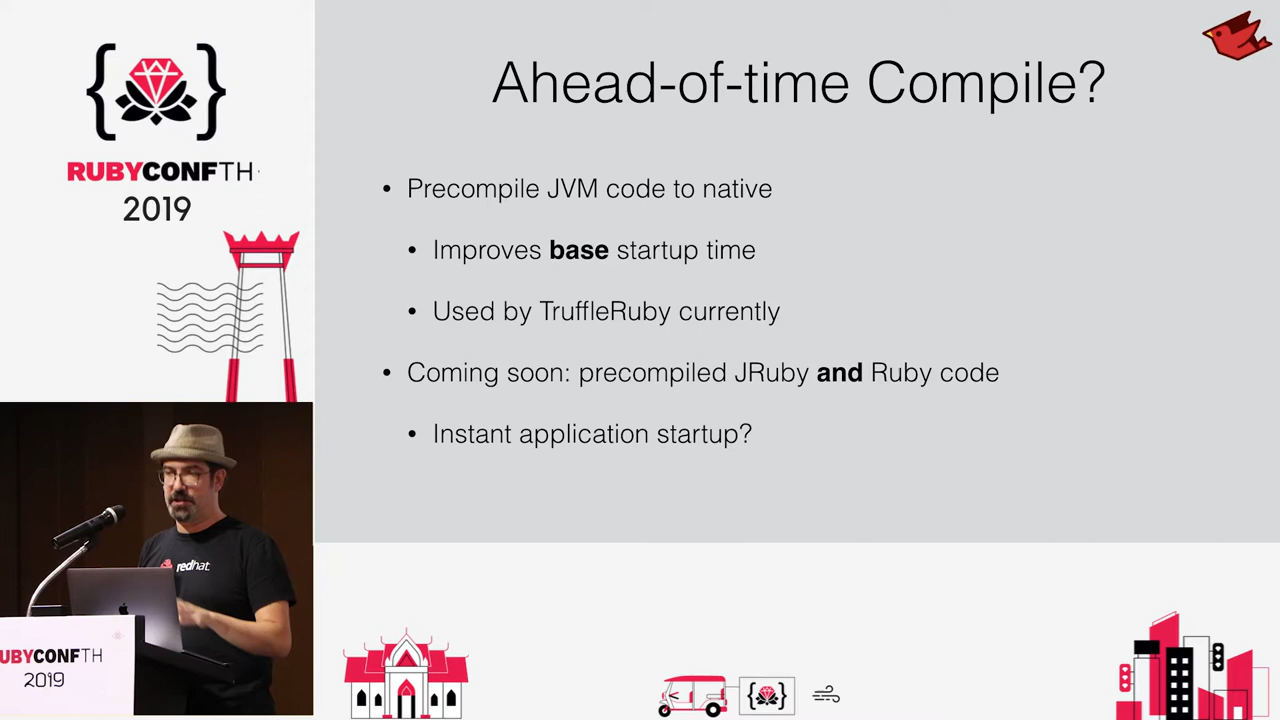 RUBYCONFTH
2019
Ahead-of-time Compile?
• Precompile JVM code to native
• Improves base startup time
• Used by TruffleRuby currently
• Coming soon: precompiled JRuby and Ruby code
• Instant application startup?
redhat
UBYCONFTH
2019